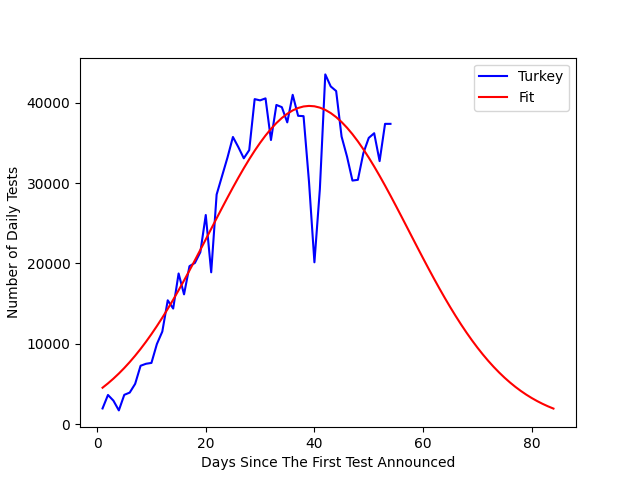 Turkey
Fit
Number of Daily Tests
40000
30000
20000
10000
0
0 20 40 60 80
Days Since The First Test Announced